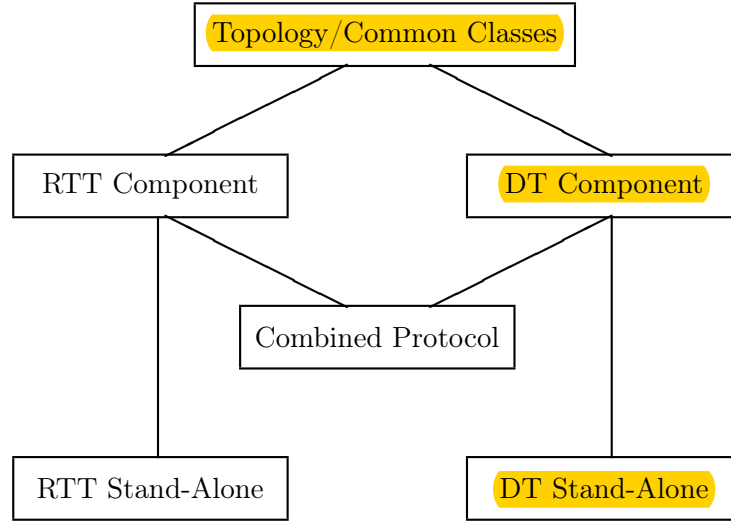 Topology/Common Classes
RTT Component
DT Component
Combined Protocol
RTT Stand-Alone
DT Stand-Alone